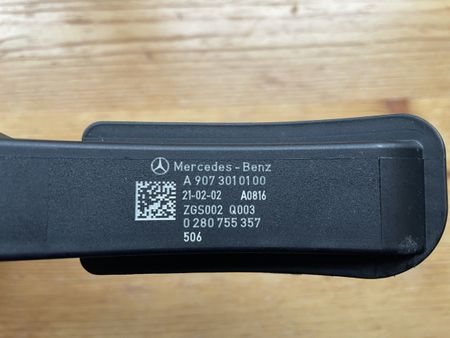 Mercedes-Benz
A 907 301 01 00
21-02-02 A0816
ZGS002 Q003
0 280 755 357
506